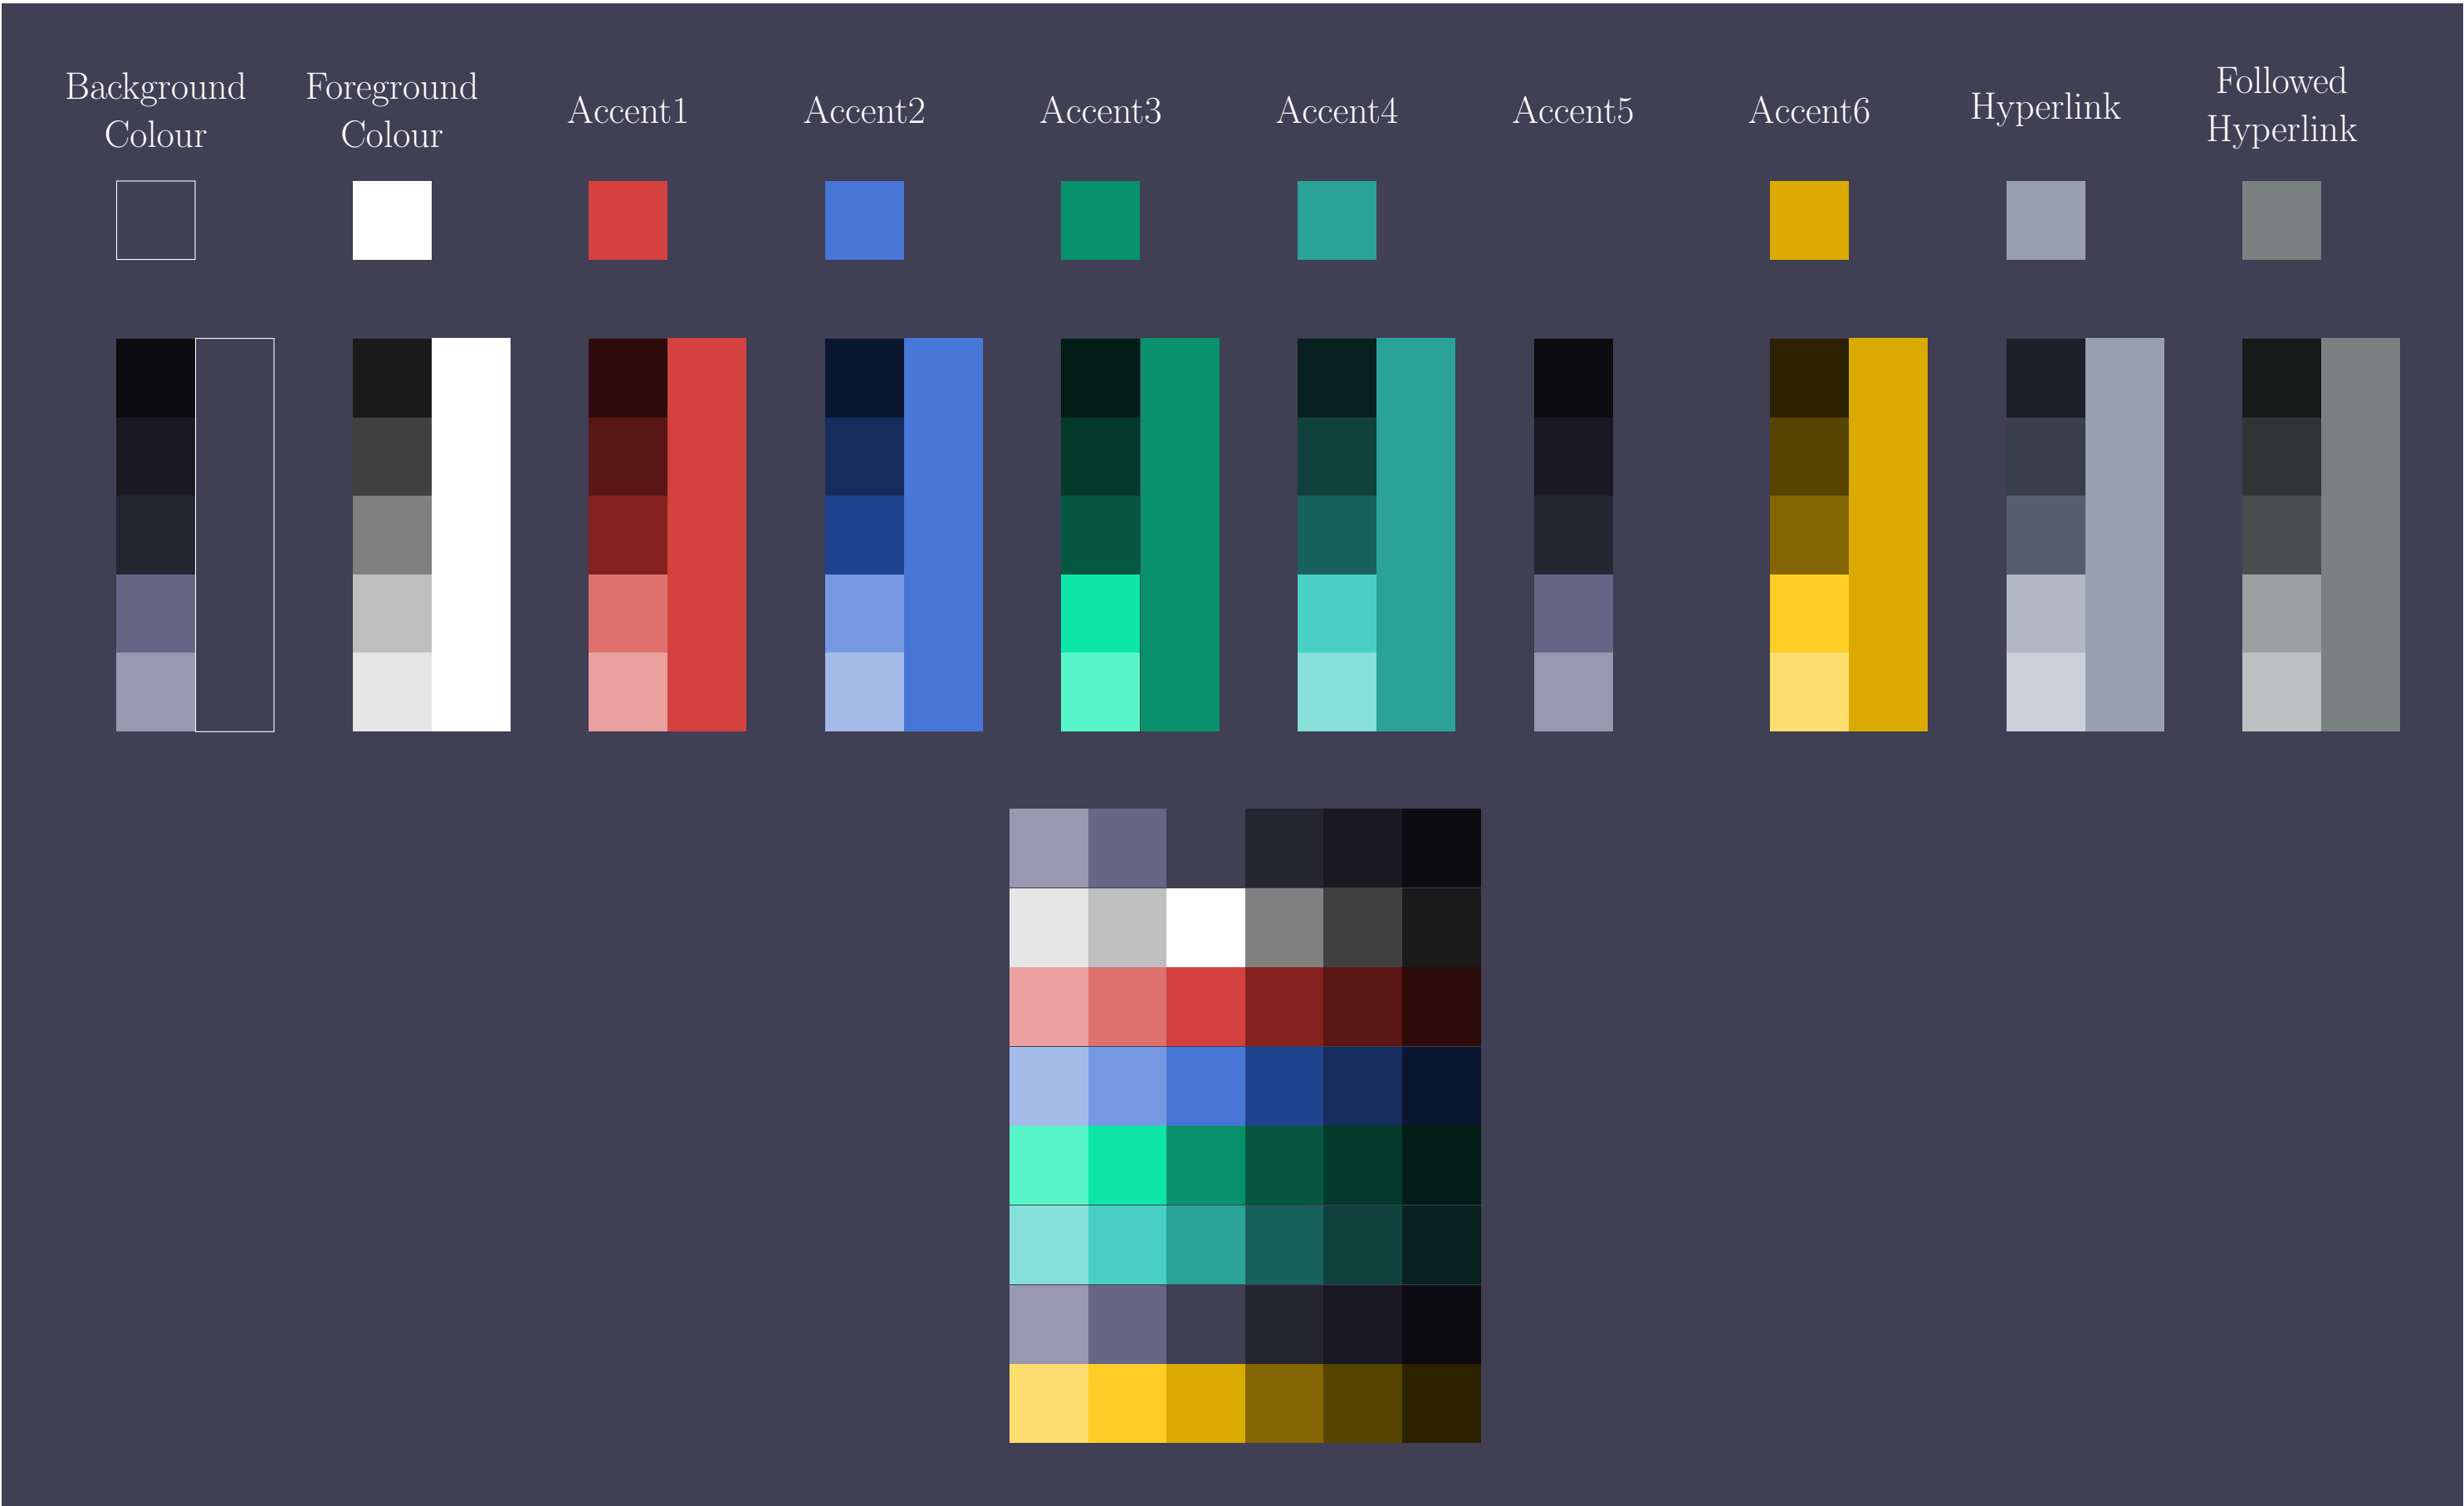 Background
Colour
Foreground
Colour
Accent1
Accent2
Accent3
Accent4
Accent5
Accent6
Hyperlink
Followed
Hyperlink